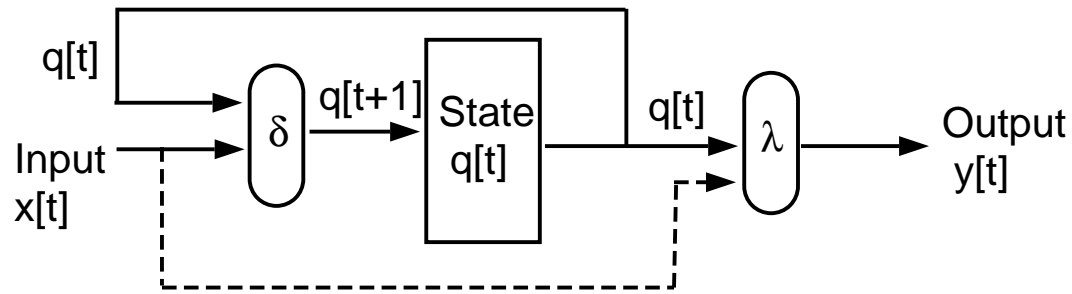 q[t]
Input
x[t]
δ
q[t+1]
State
q[t]
q[t]
λ
Output
y[t]